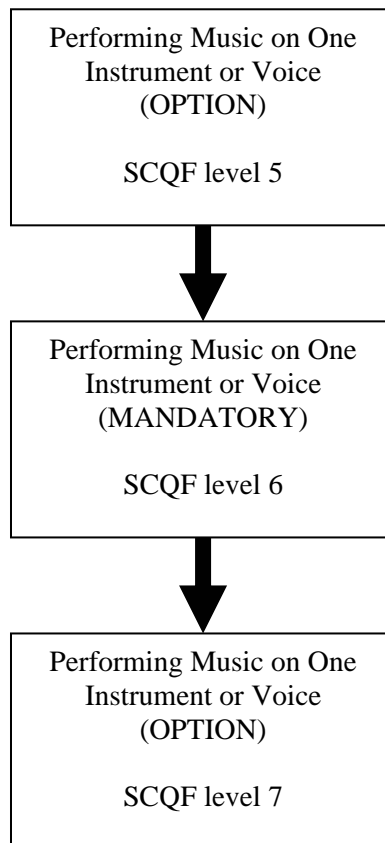 Performing Music on One
Instrument or Voice
(OPTION)
SCQF level 5
Performing Music on One
Instrument or Voice
(MANDATORY)
SCQF level 6
Performing Music on One
Instrument or Voice
(OPTION)
SCQF level 7